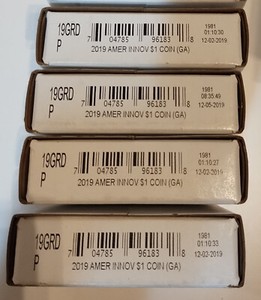 19GRD
P
7 04785 96183 8
2019 AMER INNOV $1 COIN (GA)
1981
01:10:30
12-02-2019
19GRD
P
7 04785 96183 8
2019 AMER INNOV $1 COIN (GA)
1981
08:35:49
12-05-2019
19GRD
P
7 04785 96183 8
2019 AMER INNOV $1 COIN (GA)
1981
01:10:37
12-02-2019
19GRD
P
7 04785 96183 8
2019 AMER INNOV $1 COIN (GA)
1981
01:10:33
12-02-2019